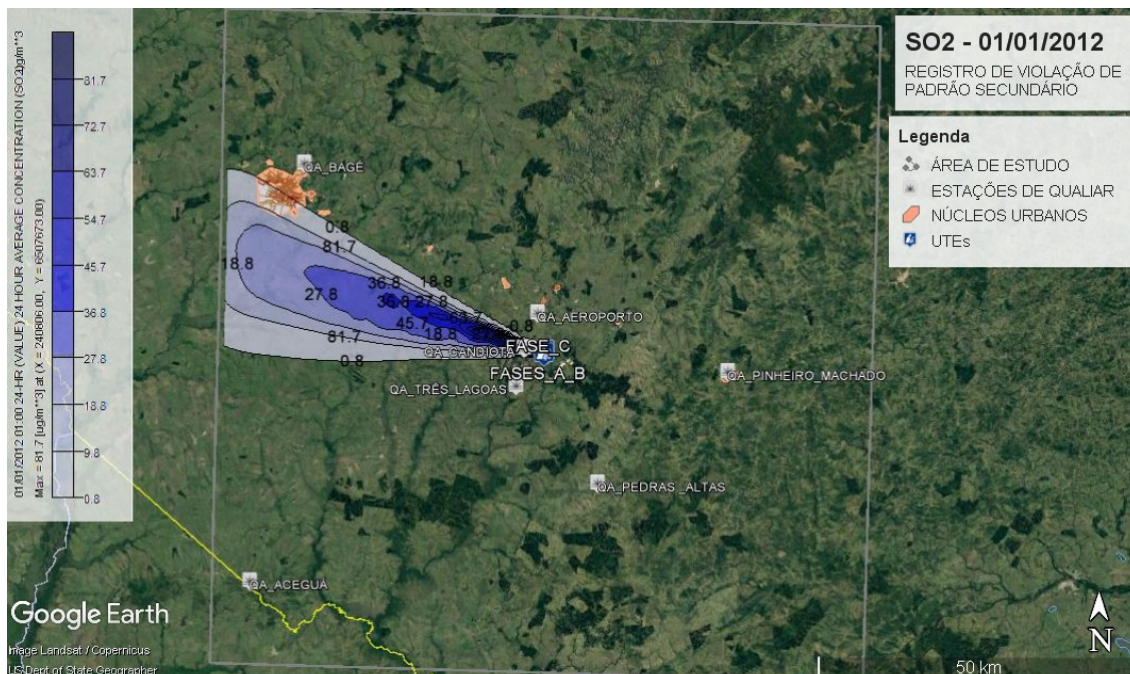 01/01/2012 01:00 24-HR (VALUE) 24 HOUR AVERAGE CONCENTRATION (SO2)g/m**3
Max = 81.7 [ug/m**3] at (X = 240806.00, Y = 6507673.00)
81.7
72.7
63.7
54.7
45.7
36.8
27.8
18.8
9.8
0.8
SO2 - 01/01/2012
REGISTRO DE VIOLAÇÃO DE
PADRÃO SECUNDÁRIO
Legenda
ÁREA DE ESTUDO
ESTAÇÕES DE QUALIAR
NÚCLEOS URBANOS
UTEs
QA_BAGÉ
0.8
81.7
18.8
18.8
36.8
27.8
36.8
27.8
45.7
18.8
81.7
0.8
0.8
QA_AEROPORTO
FASE_C
QA_CANDIOTA
FASES_A_B
QA_TRÊS_LAGOAS
QA_PINHEIRO_MACHADO
QA_PEDRAS_ALTAS
QA_ACEGUÁ
Google Earth
Image Landsat / Copernicus
US Dept of State Geographer
N
50 km